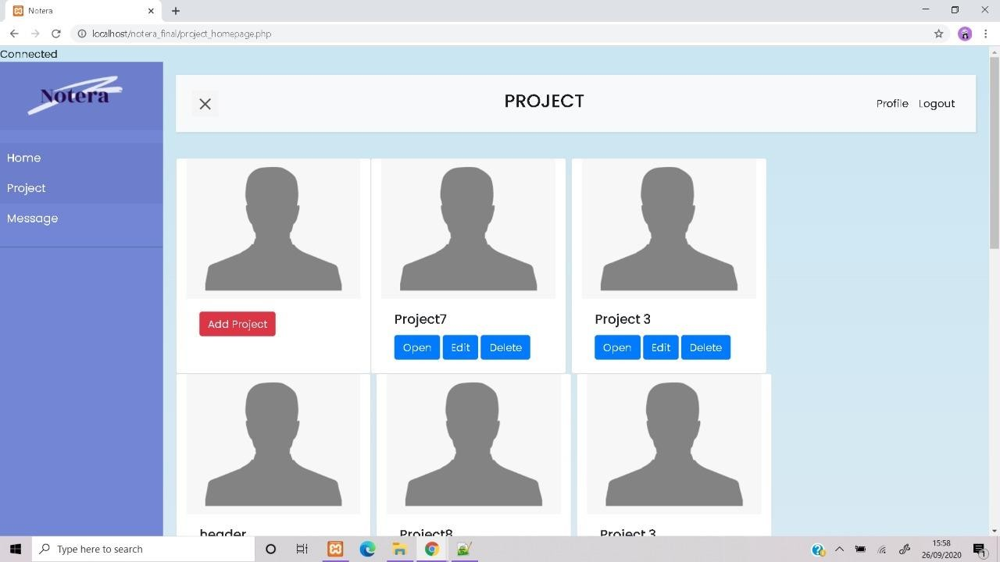 Notera
localhost/notera_final/project_homepage.php
Connected
Notera
PROJECT
Profile Logout
Home
Project
Message
Add Project
Project7
Open Edit Delete
Project 3
Open Edit Delete
header
Project8
Project 3
Type here to search
15:58
26/09/2020
1